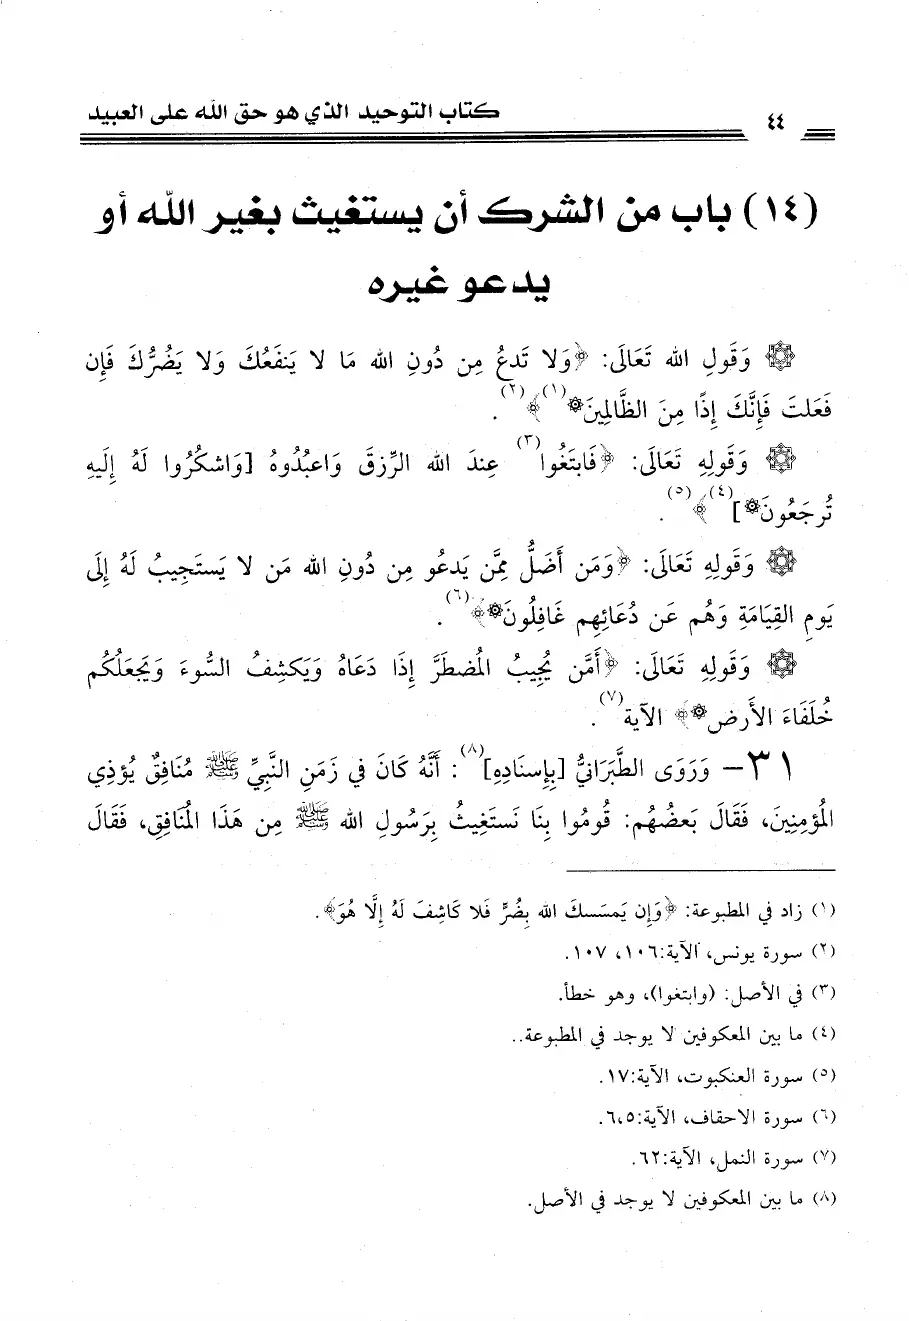 ٤٤ كتاب التوحيد الذي هو حق الله على العبيد
(١٤) باب من الشرك أن يستغيث بغير الله أو
يدعو غيره
۞ وَقَولِ الله تَعَالَى: ﴿وَلا تَدعُ مِن دُونِ الله مَا لا يَنفَعُكَ وَلا يَضُرُّكَ فَإِن
فَعَلتَ فَإِنَّكَ إِذًا مِنَ الظَّالِمِينَ۞(١) ﴾(٢).
۞ وَقَولِهِ تَعَالَى: ﴿فَابتَغُوا(٣) عِندَ الله الرِّزقَ وَاعبُدُوهُ [وَاشكُرُوا لَهُ إِلَيهِ
تُرجَعُونَ۞](٤)﴾(٥).
۞ وَقَولِهِ تَعَالَى: ﴿وَمَن أَضَلُّ مِمَّن يَدعُو مِن دُونِ الله مَن لا يَستَجِيبُ لَهُ إِلَى
يَومِ القِيَامَةِ وَهُم عَن دُعَائِهِم غَافِلُونَ۞﴾(٦).
۞ وَقَولِهِ تَعَالَى: ﴿أَمَّن يُجِيبُ المُضطَرَّ إِذَا دَعَاهُ وَيَكشِفُ السُّوءَ وَيَجعَلُكُم
خُلَفَاءَ الأَرضِ۞﴾ الآيةَ(٧).
٣١- وَرَوَى الطَّبَرَانيُّ [بِإِسنَادِهِ](٨): أَنَّهُ كَانَ فِي زَمَنِ النَّبِيِّ ﷺ مُنَافِقٌ يُؤذِي
المُؤمِنِينَ، فَقَالَ بَعضُهُم: قُومُوا بِنَا نَستَغِيثُ بِرَسُولِ الله ﷺ مِن هَذَا المُنَافِقِ، فَقَالَ
(١) زاد في المطبوعة: ﴿وَإِن يَمسَسكَ الله بِضُرٍّ فَلا كَاشِفَ لَهُ إِلَّا هُوَ﴾.
(٢) سورة يونس، الآية:١٠٦، ١٠٧.
(٣) في الأصل: (وابتغوا)، وهو خطأ.
(٤) ما بين المعكوفين لا يوجد في المطبوعة..
(٥) سورة العنكبوت، الآية:١٧.
(٦) سورة الاحقاف، الآية:٦،٥.
(٧) سورة النمل، الآية:٦٢.
(٨) ما بين المعكوفين لا يوجد في الأصل.